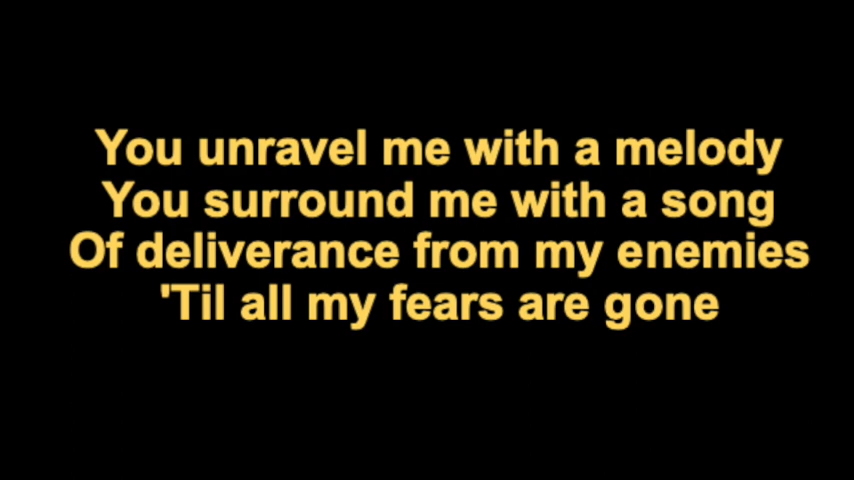 You unravel me with a melody
You surround me with a song
Of deliverance from my enemies
'Til all my fears are gone